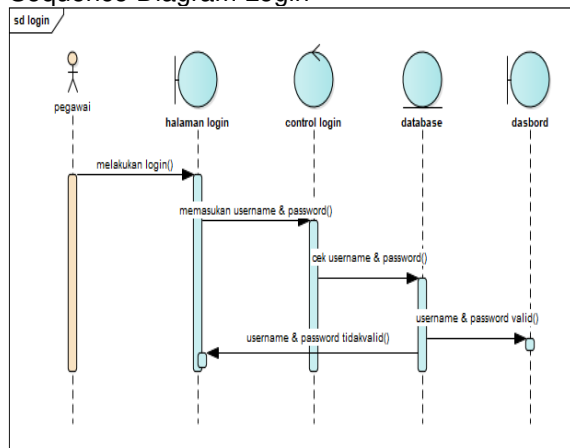 Sequence Diagram Login
sd login
pegawai
halaman login
control login
database
dasbord
melakukan login()
memasukan username & password()
cek username & password()
username & password valid()
username & password tidakvalid()